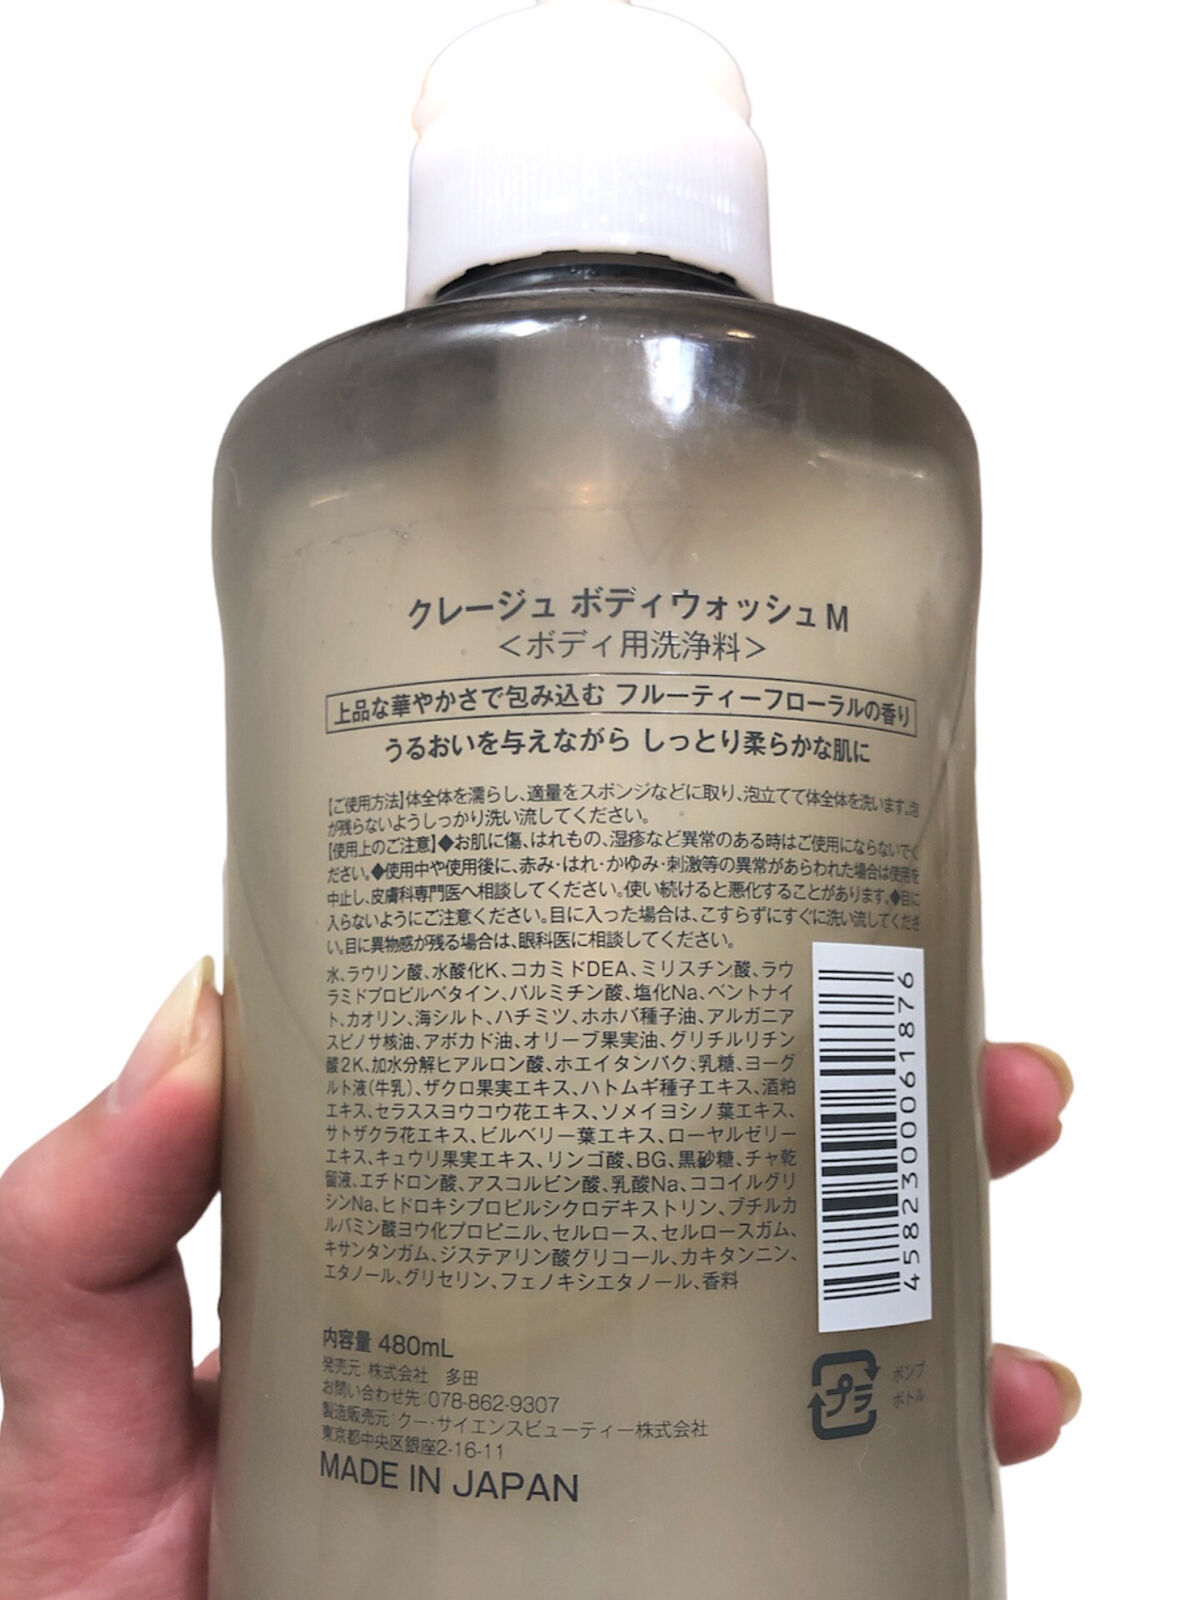 クレージュ ボディウォッシュM
＜ボディ用洗浄料＞
上品な華やかさで包み込む フルーティーフローラルの香り
うるおいを与えながら しっとり柔らかな肌に
【ご使用方法】体全体を濡らし、適量をスポンジなどに取り、泡立てて体全体を洗います。泡
が残らないようしっかり洗い流してください。
【使用上のご注意】◆お肌に傷、はれもの、湿疹など異常のある時はご使用にならないでく
ださい。◆使用中や使用後に、赤み・はれ・かゆみ・刺激等の異常があらわれた場合は使用を
中止し、皮膚科専門医へ相談してください。使い続けると悪化することがあります。◆目に
入らないようにご注意ください。目に入った場合は、こすらずにすぐに洗い流してくださ
い。目に異物感が残る場合は、眼科医に相談してください。
水、ラウリン酸、水酸化K、コカミドDEA、ミリスチン酸、ラウ
ラミドプロピルベタイン、パルミチン酸、塩化Na、ベントナイ
ト、カオリン、海シルト、ハチミツ、ホホバ種子油、アルガニア
スピノサ核油、アボカド油、オリーブ果実油、グリチルリチン
酸2K、加水分解ヒアルロン酸、ホエイタンパク、乳糖、ヨーグ
ルト液(牛乳)、ザクロ果実エキス、ハトムギ種子エキス、酒粕
エキス、セラススヨウコウ花エキス、ソメイヨシノ葉エキス、
サトザクラ花エキス、ビルベリー葉エキス、ローヤルゼリー
エキス、キュウリ果実エキス、リンゴ酸、BG、黒砂糖、チャ乾
留液、エチドロン酸、アスコルビン酸、乳酸Na、ココイルグリ
シンNa、ヒドロキシプロピルシクロデキストリン、ブチルカ
ルバミン酸ヨウ化プロピニル、セルロース、セルロースガム、
キサンタンガム、ジステアリン酸グリコール、カキタンニン、
エタノール、グリセリン、フェノキシエタノール、香料
4582300061876
内容量 480mL
発売元:株式会社 多田
お問い合わせ先:078-862-9307
製造販売元:クー・サイエンスビューティー株式会社
東京都中央区銀座2-16-11
MADE IN JAPAN
プラ
ポンプ
ボトル